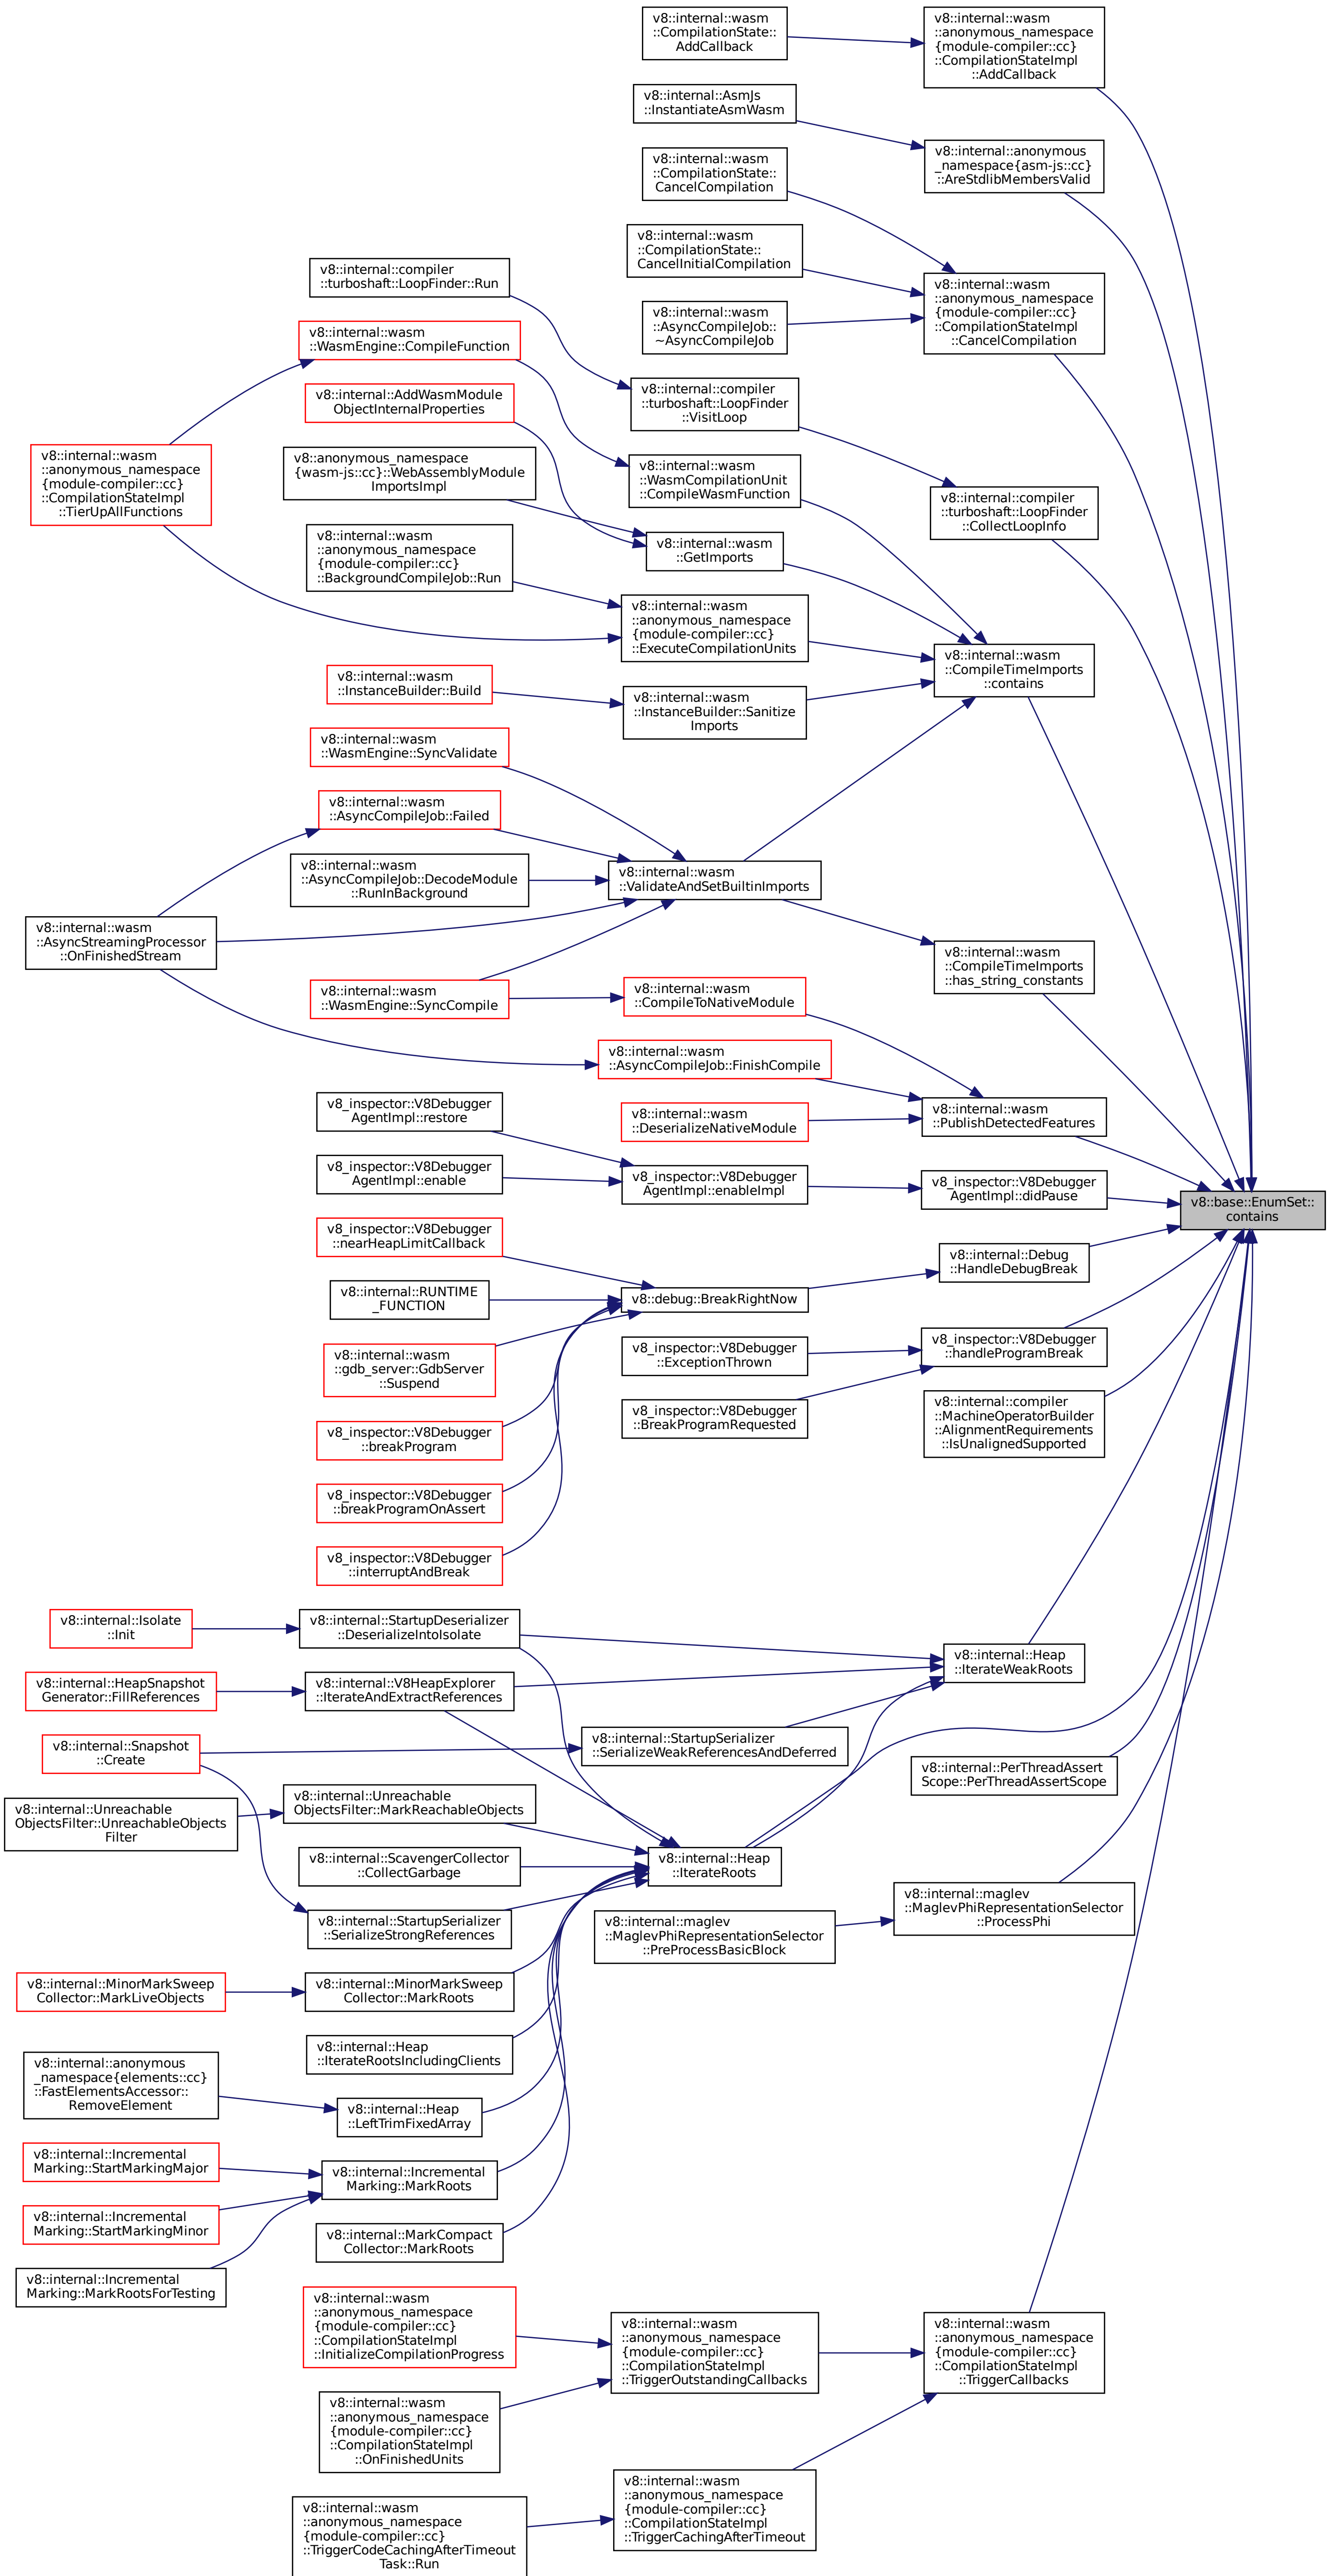 v8::internal::wasm
::CompilationState::
AddCallback
v8::internal::wasm
::anonymous_namespace
{module-compiler::cc}
::CompilationStateImpl
::AddCallback
v8::internal::AsmJs
::InstantiateAsmWasm
v8::internal::anonymous
_namespace{asm-js::cc}
::AreStdlibMembersValid
v8::internal::wasm
::CompilationState::
CancelCompilation
v8::internal::wasm
::CompilationState::
CancelInitialCompilation
v8::internal::wasm
::AsyncCompileJob::
~AsyncCompileJob
v8::internal::wasm
::anonymous_namespace
{module-compiler::cc}
::CompilationStateImpl
::CancelCompilation
v8::internal::compiler
::turboshaft::LoopFinder::Run
v8::internal::wasm
::WasmEngine::CompileFunction
v8::internal::AddWasmModule
ObjectInternalProperties
v8::internal::compiler
::turboshaft::LoopFinder
::VisitLoop
v8::internal::wasm
::anonymous_namespace
{module-compiler::cc}
::CompilationStateImpl
::TierUpAllFunctions
v8::anonymous_namespace
{wasm-js::cc}::WebAssemblyModule
ImportsImpl
v8::internal::wasm
::WasmCompilationUnit
::CompileWasmFunction
v8::internal::compiler
::turboshaft::LoopFinder
::CollectLoopInfo
v8::internal::wasm
::anonymous_namespace
{module-compiler::cc}
::BackgroundCompileJob::Run
v8::internal::wasm
::GetImports
v8::internal::wasm
::anonymous_namespace
{module-compiler::cc}
::ExecuteCompilationUnits
v8::internal::wasm
::CompileTimeImports
::contains
v8::internal::wasm
::InstanceBuilder::Build
v8::internal::wasm
::InstanceBuilder::Sanitize
Imports
v8::internal::wasm
::WasmEngine::SyncValidate
v8::internal::wasm
::AsyncCompileJob::Failed
v8::internal::wasm
::AsyncCompileJob::DecodeModule
::RunInBackground
v8::internal::wasm
::ValidateAndSetBuiltinImports
v8::internal::wasm
::AsyncStreamingProcessor
::OnFinishedStream
v8::internal::wasm
::CompileTimeImports
::has_string_constants
v8::internal::wasm
::WasmEngine::SyncCompile
v8::internal::wasm
::CompileToNativeModule
v8::internal::wasm
::AsyncCompileJob::FinishCompile
v8_inspector::V8Debugger
AgentImpl::restore
v8::internal::wasm
::DeserializeNativeModule
v8::internal::wasm
::PublishDetectedFeatures
v8_inspector::V8Debugger
AgentImpl::enable
v8_inspector::V8Debugger
AgentImpl::enableImpl
v8_inspector::V8Debugger
AgentImpl::didPause
v8::base::EnumSet::
contains
v8_inspector::V8Debugger
::nearHeapLimitCallback
v8::internal::Debug
::HandleDebugBreak
v8::internal::RUNTIME
_FUNCTION
v8::debug::BreakRightNow
v8::internal::wasm
::gdb_server::GdbServer
::Suspend
v8_inspector::V8Debugger
::ExceptionThrown
v8_inspector::V8Debugger
::handleProgramBreak
v8_inspector::V8Debugger
::breakProgram
v8_inspector::V8Debugger
::BreakProgramRequested
v8::internal::compiler
::MachineOperatorBuilder
::AlignmentRequirements
::IsUnalignedSupported
v8_inspector::V8Debugger
::breakProgramOnAssert
v8_inspector::V8Debugger
::interruptAndBreak
v8::internal::Isolate
::Init
v8::internal::StartupDeserializer
::DeserializeIntoIsolate
v8::internal::Heap
::IterateWeakRoots
v8::internal::HeapSnapshot
Generator::FillReferences
v8::internal::V8HeapExplorer
::IterateAndExtractReferences
v8::internal::Snapshot
::Create
v8::internal::StartupSerializer
::SerializeWeakReferencesAndDeferred
v8::internal::PerThreadAssert
Scope::PerThreadAssertScope
v8::internal::Unreachable
ObjectsFilter::UnreachableObjects
Filter
v8::internal::Unreachable
ObjectsFilter::MarkReachableObjects
v8::internal::ScavengerCollector
::CollectGarbage
v8::internal::Heap
::IterateRoots
v8::internal::StartupSerializer
::SerializeStrongReferences
v8::internal::maglev
::MaglevPhiRepresentationSelector
::PreProcessBasicBlock
v8::internal::maglev
::MaglevPhiRepresentationSelector
::ProcessPhi
v8::internal::MinorMarkSweep
Collector::MarkLiveObjects
v8::internal::MinorMarkSweep
Collector::MarkRoots
v8::internal::Heap
::IterateRootsIncludingClients
v8::internal::anonymous
_namespace{elements::cc}
::FastElementsAccessor::
RemoveElement
v8::internal::Heap
::LeftTrimFixedArray
v8::internal::Incremental
Marking::StartMarkingMajor
v8::internal::Incremental
Marking::MarkRoots
v8::internal::Incremental
Marking::StartMarkingMinor
v8::internal::MarkCompact
Collector::MarkRoots
v8::internal::Incremental
Marking::MarkRootsForTesting
v8::internal::wasm
::anonymous_namespace
{module-compiler::cc}
::CompilationStateImpl
::InitializeCompilationProgress
v8::internal::wasm
::anonymous_namespace
{module-compiler::cc}
::CompilationStateImpl
::TriggerOutstandingCallbacks
v8::internal::wasm
::anonymous_namespace
{module-compiler::cc}
::CompilationStateImpl
::TriggerCallbacks
v8::internal::wasm
::anonymous_namespace
{module-compiler::cc}
::CompilationStateImpl
::OnFinishedUnits
v8::internal::wasm
::anonymous_namespace
{module-compiler::cc}
::CompilationStateImpl
::TriggerCachingAfterTimeout
v8::internal::wasm
::anonymous_namespace
{module-compiler::cc}
::TriggerCodeCachingAfterTimeout
Task::Run